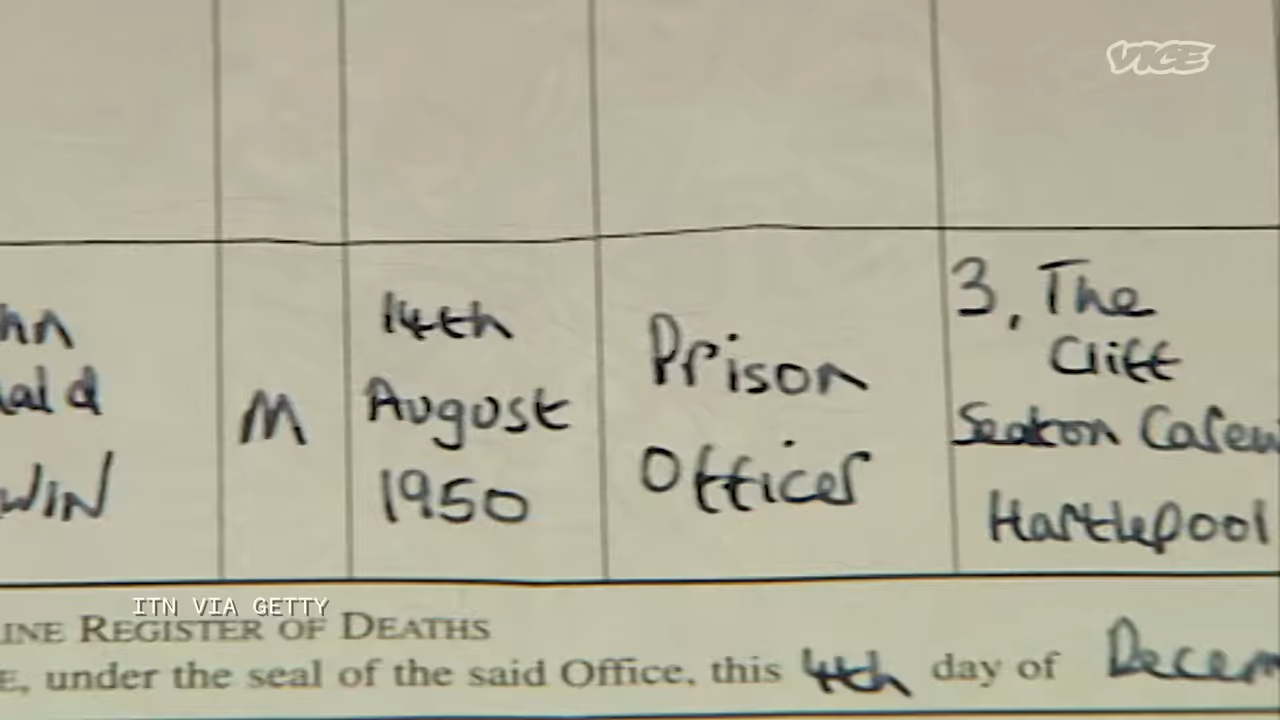 VICE
hn
ald
WIN
M
14th
August
1950
Prison
Officer
3, The
Cliff
Seaton Carew
Hartlepool
ITN VIA GETTY
INE REGISTER OF DEATHS
E, under the seal of the said Office, this 4th day of Decem